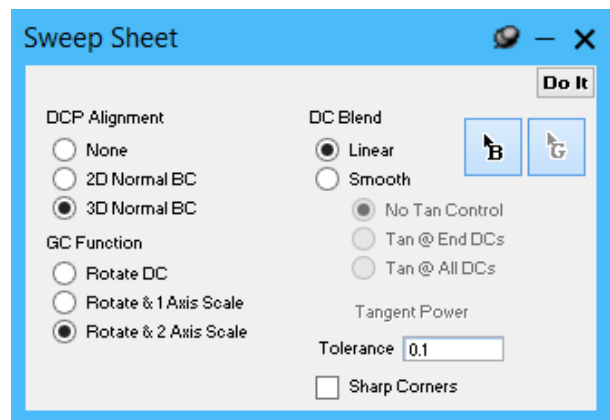 Sweep Sheet
Do It
DCP Alignment
None
2D Normal BC
3D Normal BC
GC Function
Rotate DC
Rotate & 1 Axis Scale
Rotate & 2 Axis Scale
DC Blend
Linear
Smooth
No Tan Control
Tan @ End DCs
Tan @ All DCs
Tangent Power
Tolerance 0.1
Sharp Corners
B
G